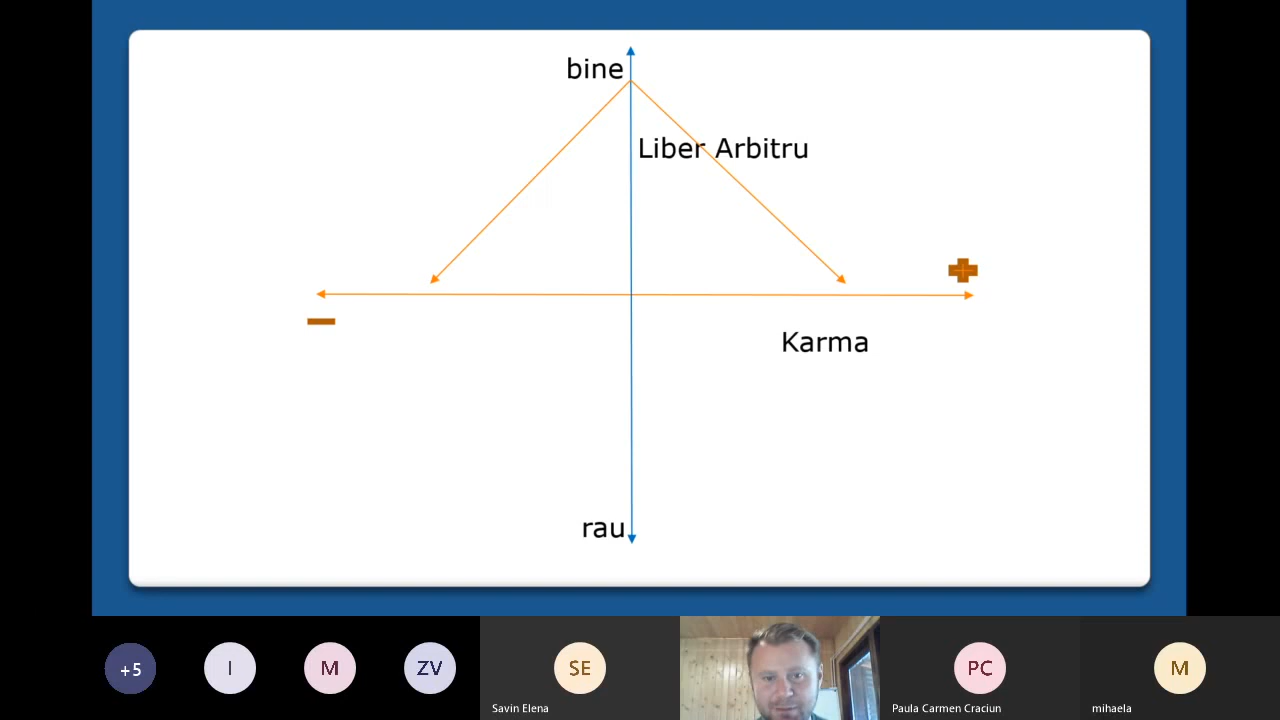 bine
Liber Arbitru
Karma
rau
+5
I
M
ZV
SE
PC
M
Savin Elena
Paula Carmen Craciun
mihaela